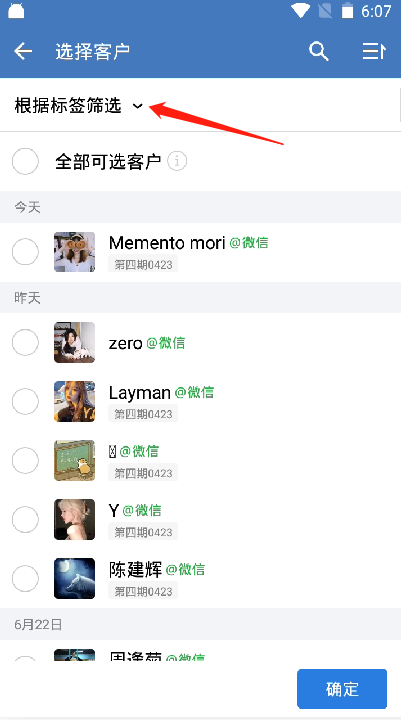 6:07
选择客户
根据标签筛选
全部可选客户
今天
Memento mori @微信
第四期0423
昨天
zero @微信
Layman @微信
第四期0423
@微信
第四期0423
Y @微信
第四期0423
陈建辉 @微信
第四期0423
6月22日
周逢菊 @微信
确定